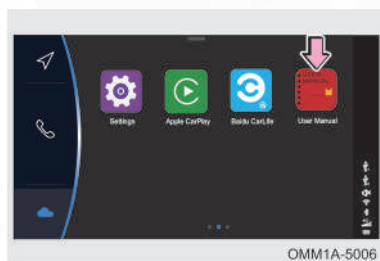 Settings
Apple CarPlay
Baidu CarLife
User Manual
OMM1A-5006